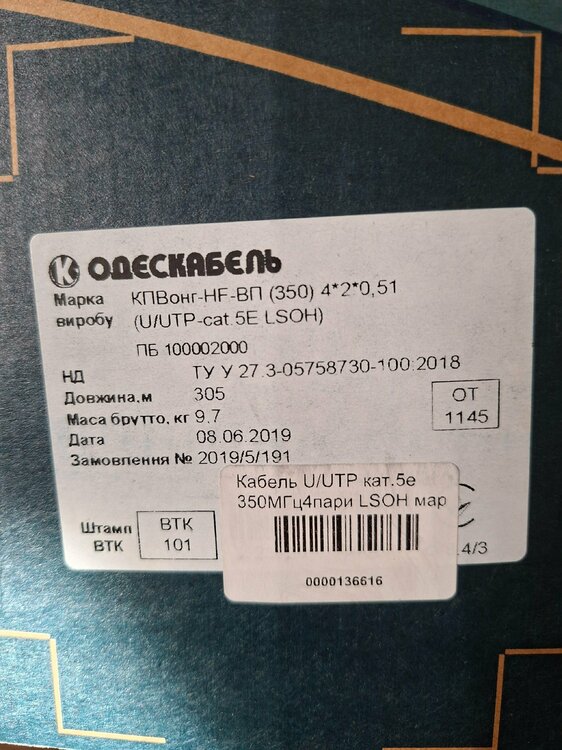 К ОДЕСКАБЕЛЬ
Марка КПВонг-HF-ВП (350) 4*2*0,51
виробу (U/UTP-cat.5E LSOH)
ПБ 100002000
НД ТУ У 27.3-05758730-100:2018
Довжина,м 305
Маса брутто, кг 9.7
Дата 08.06.2019
Замовлення № 2019/5/191
ОТ
1145
Штамп ВТК
ВТК 101
4/3
Кабель U/UTP кат.5е
350МГц4пари LSOH мар
0000136616